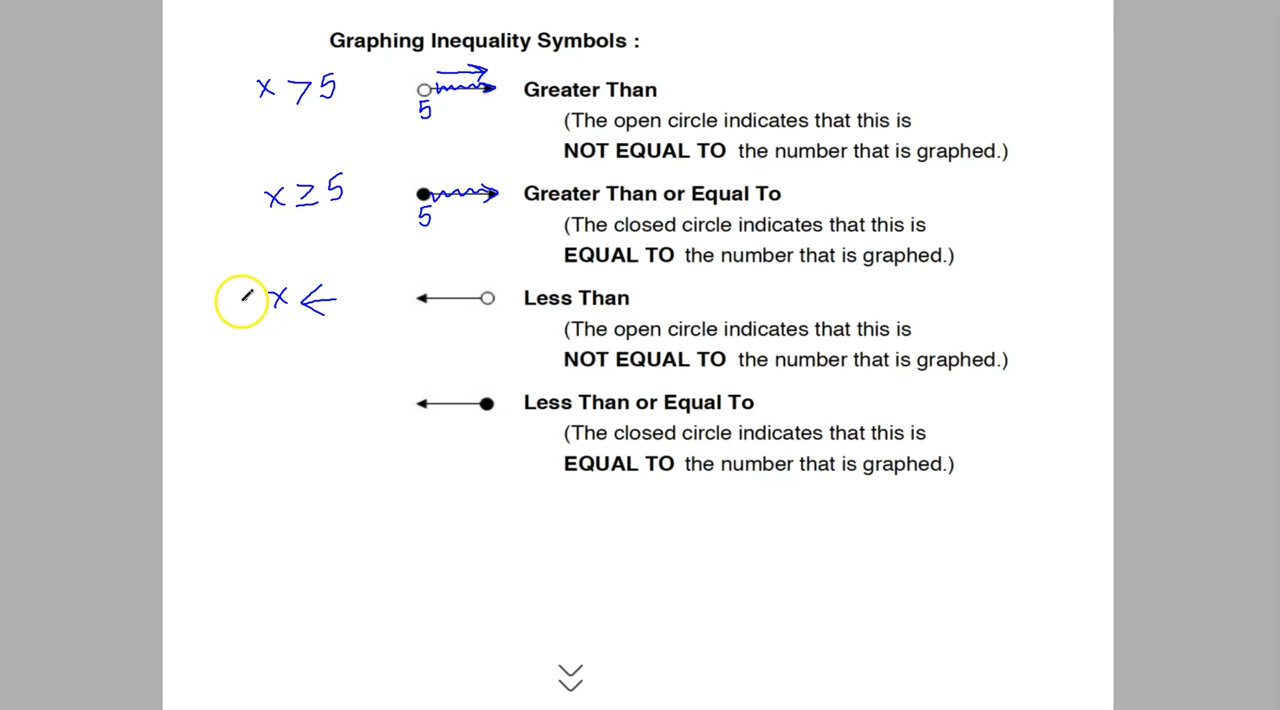 Graphing Inequality Symbols :
x > 5
5
Greater Than
(The open circle indicates that this is
NOT EQUAL TO the number that is graphed.)
x ≥ 5
5
Greater Than or Equal To
(The closed circle indicates that this is
EQUAL TO the number that is graphed.)
x <
Less Than
(The open circle indicates that this is
NOT EQUAL TO the number that is graphed.)
Less Than or Equal To
(The closed circle indicates that this is
EQUAL TO the number that is graphed.)